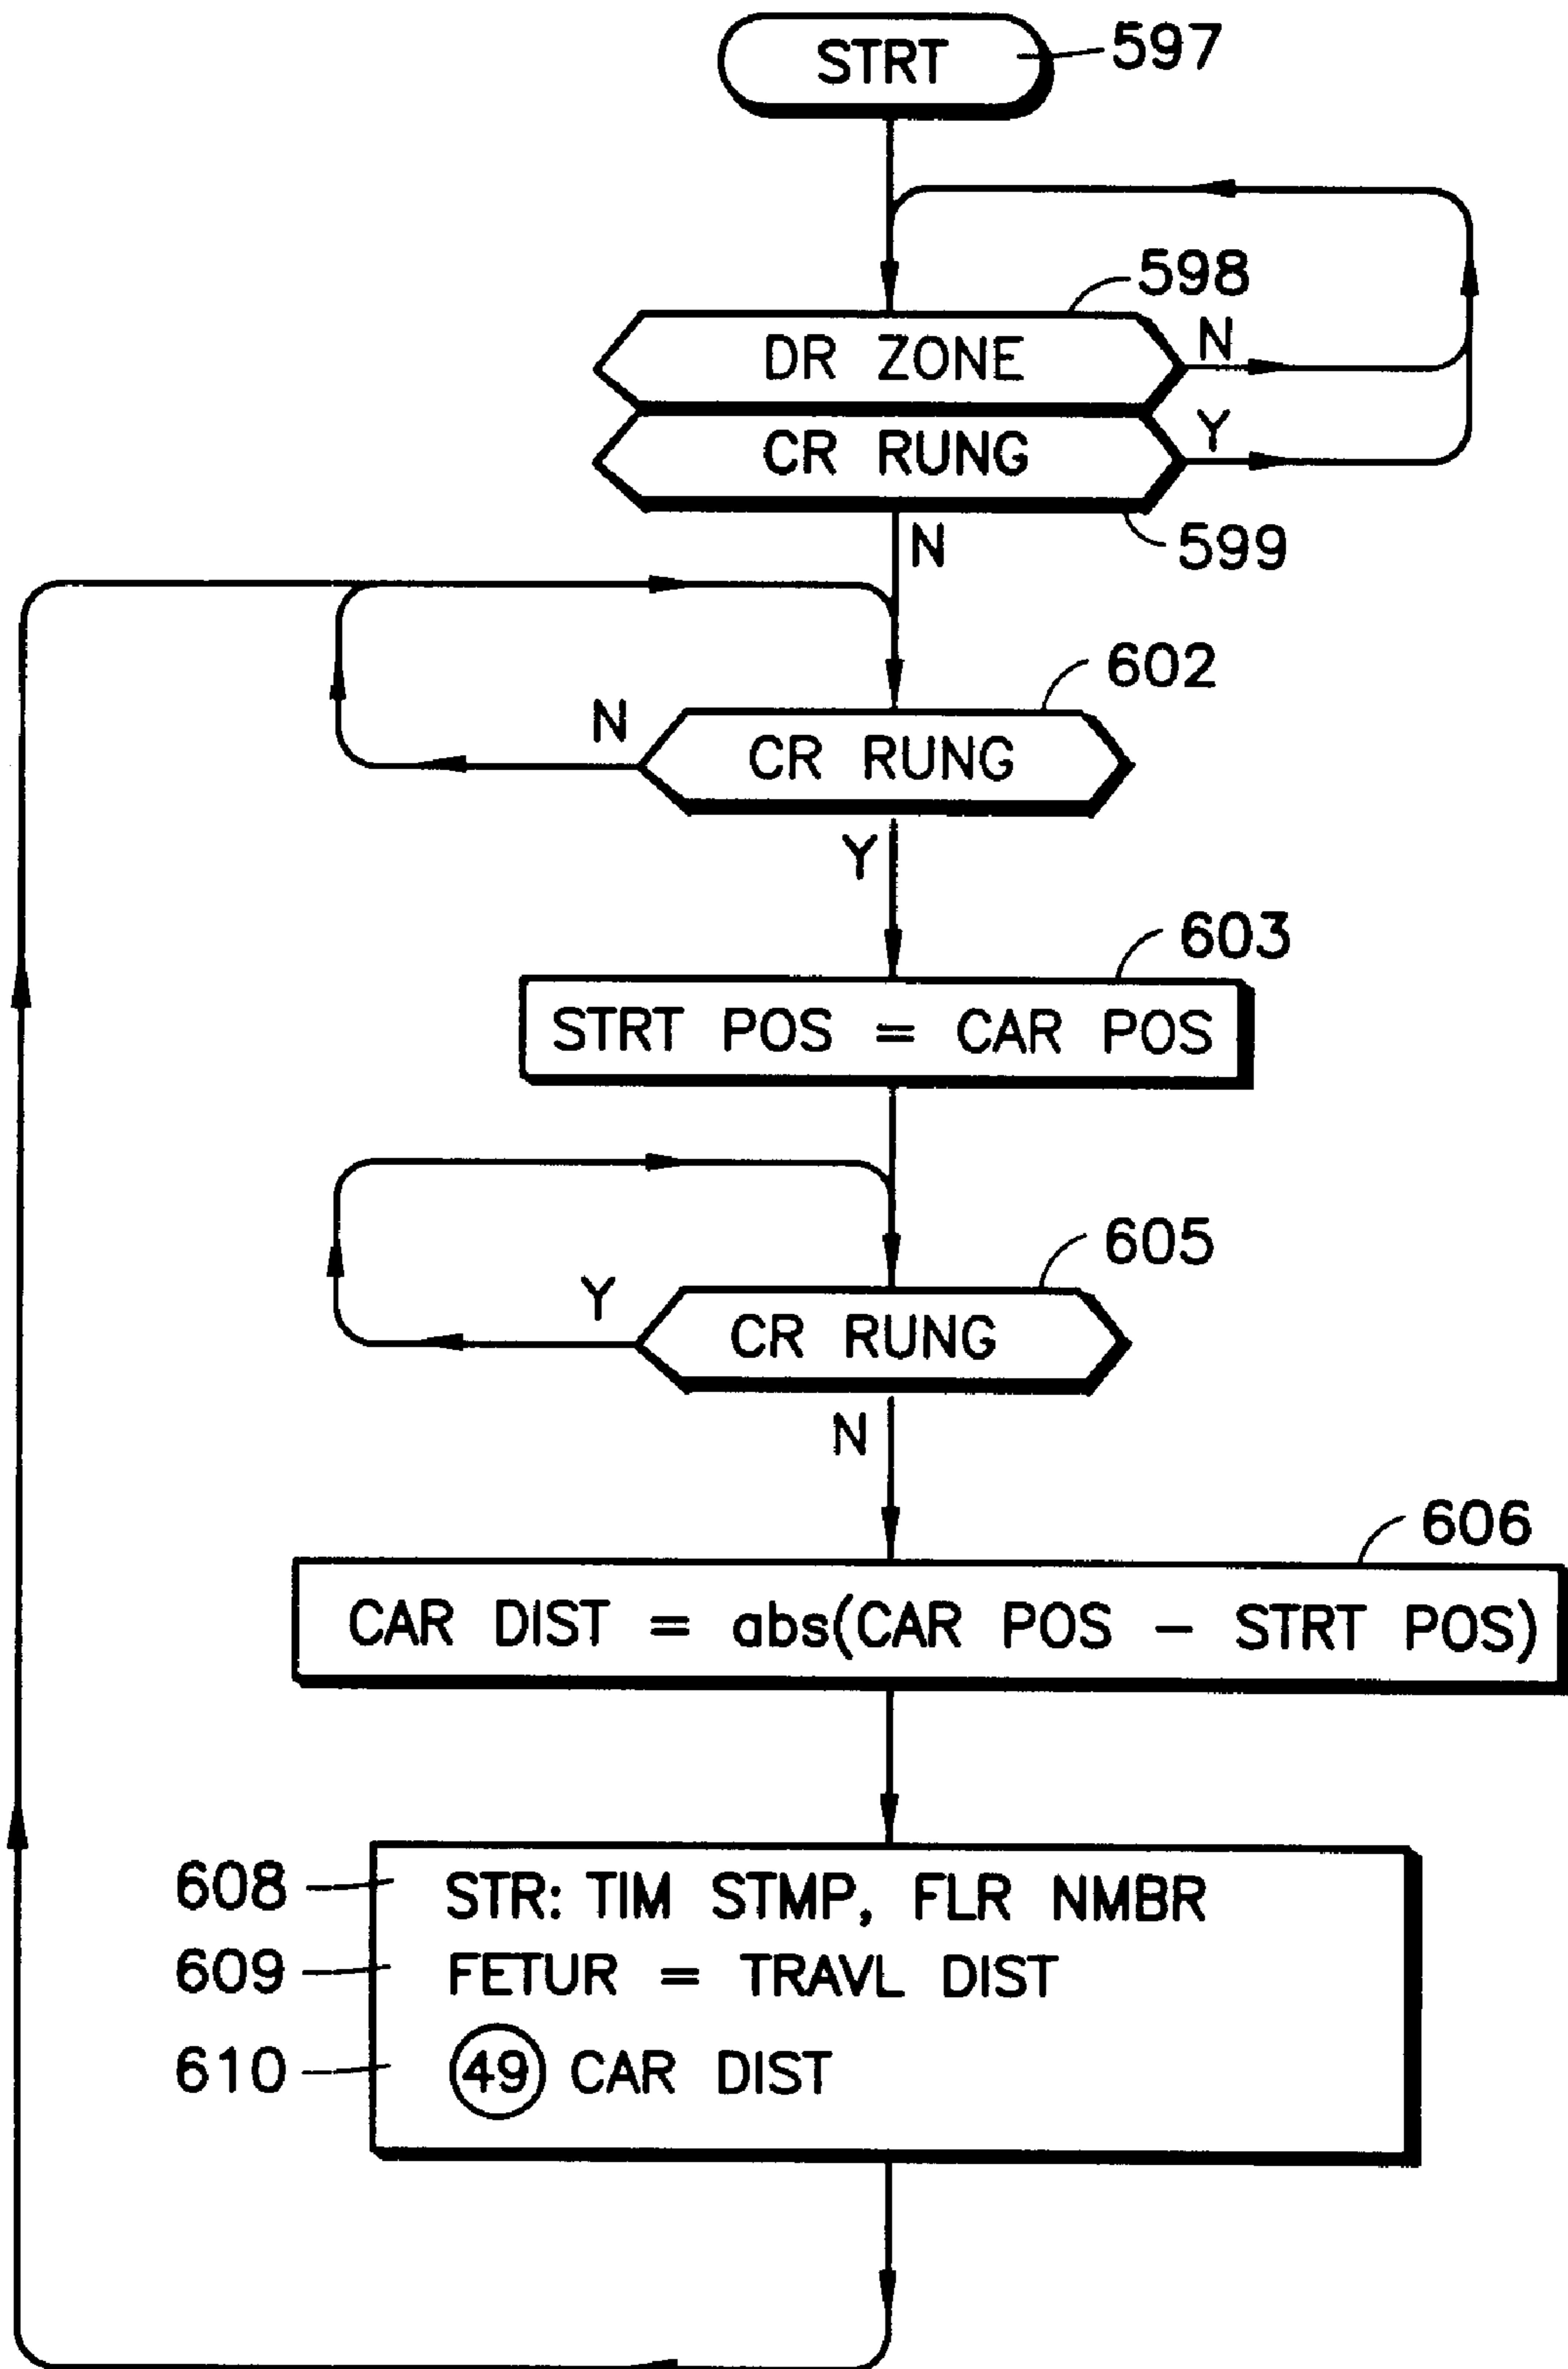 STRT 597
598
DR ZONE N
CR RUNG Y
N 599
602
N CR RUNG
Y
603
STRT POS = CAR POS
605
Y CR RUNG
N
606
CAR DIST = abs(CAR POS - STRT POS)
608 STR: TIM STMP, FLR NMBR
609 FETUR = TRAVL DIST
610 49 CAR DIST